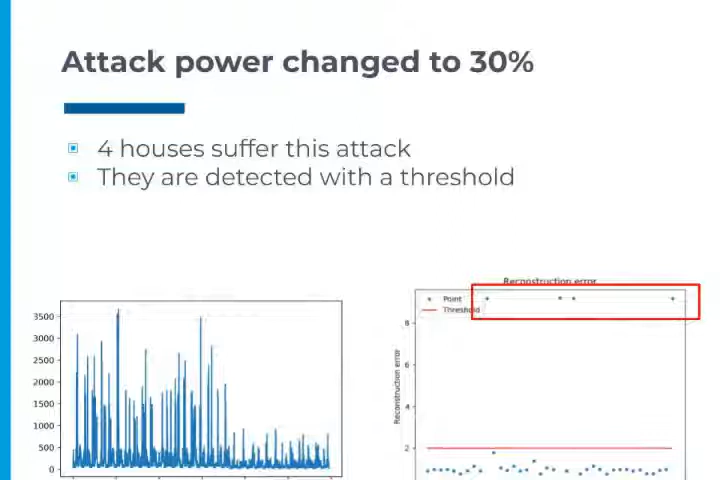 Attack power changed to 30%
4 houses suffer this attack
They are detected with a threshold
3500
3000
2500
2000
1500
1000
500
0
Reconstruction error
Point
Threshold
Reconstruction error
8
6
4
2